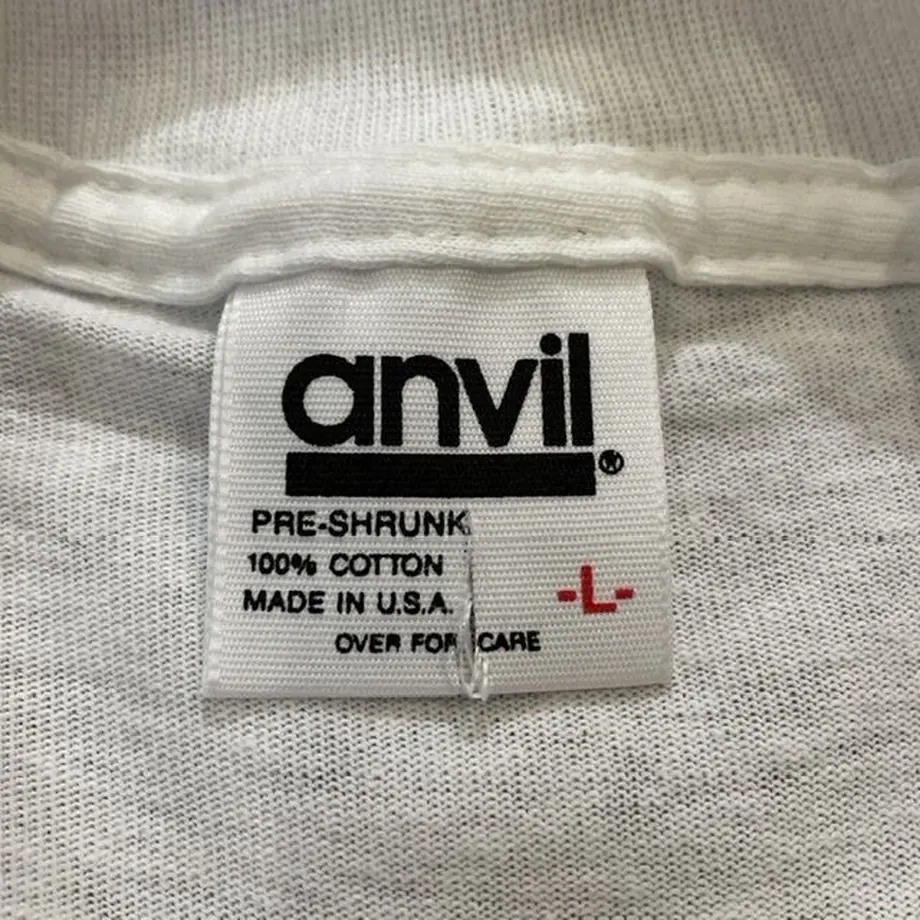 anvil®
PRE-SHRUNK
100% COTTON
MADE IN U.S.A.
-L-
OVER FOR CARE